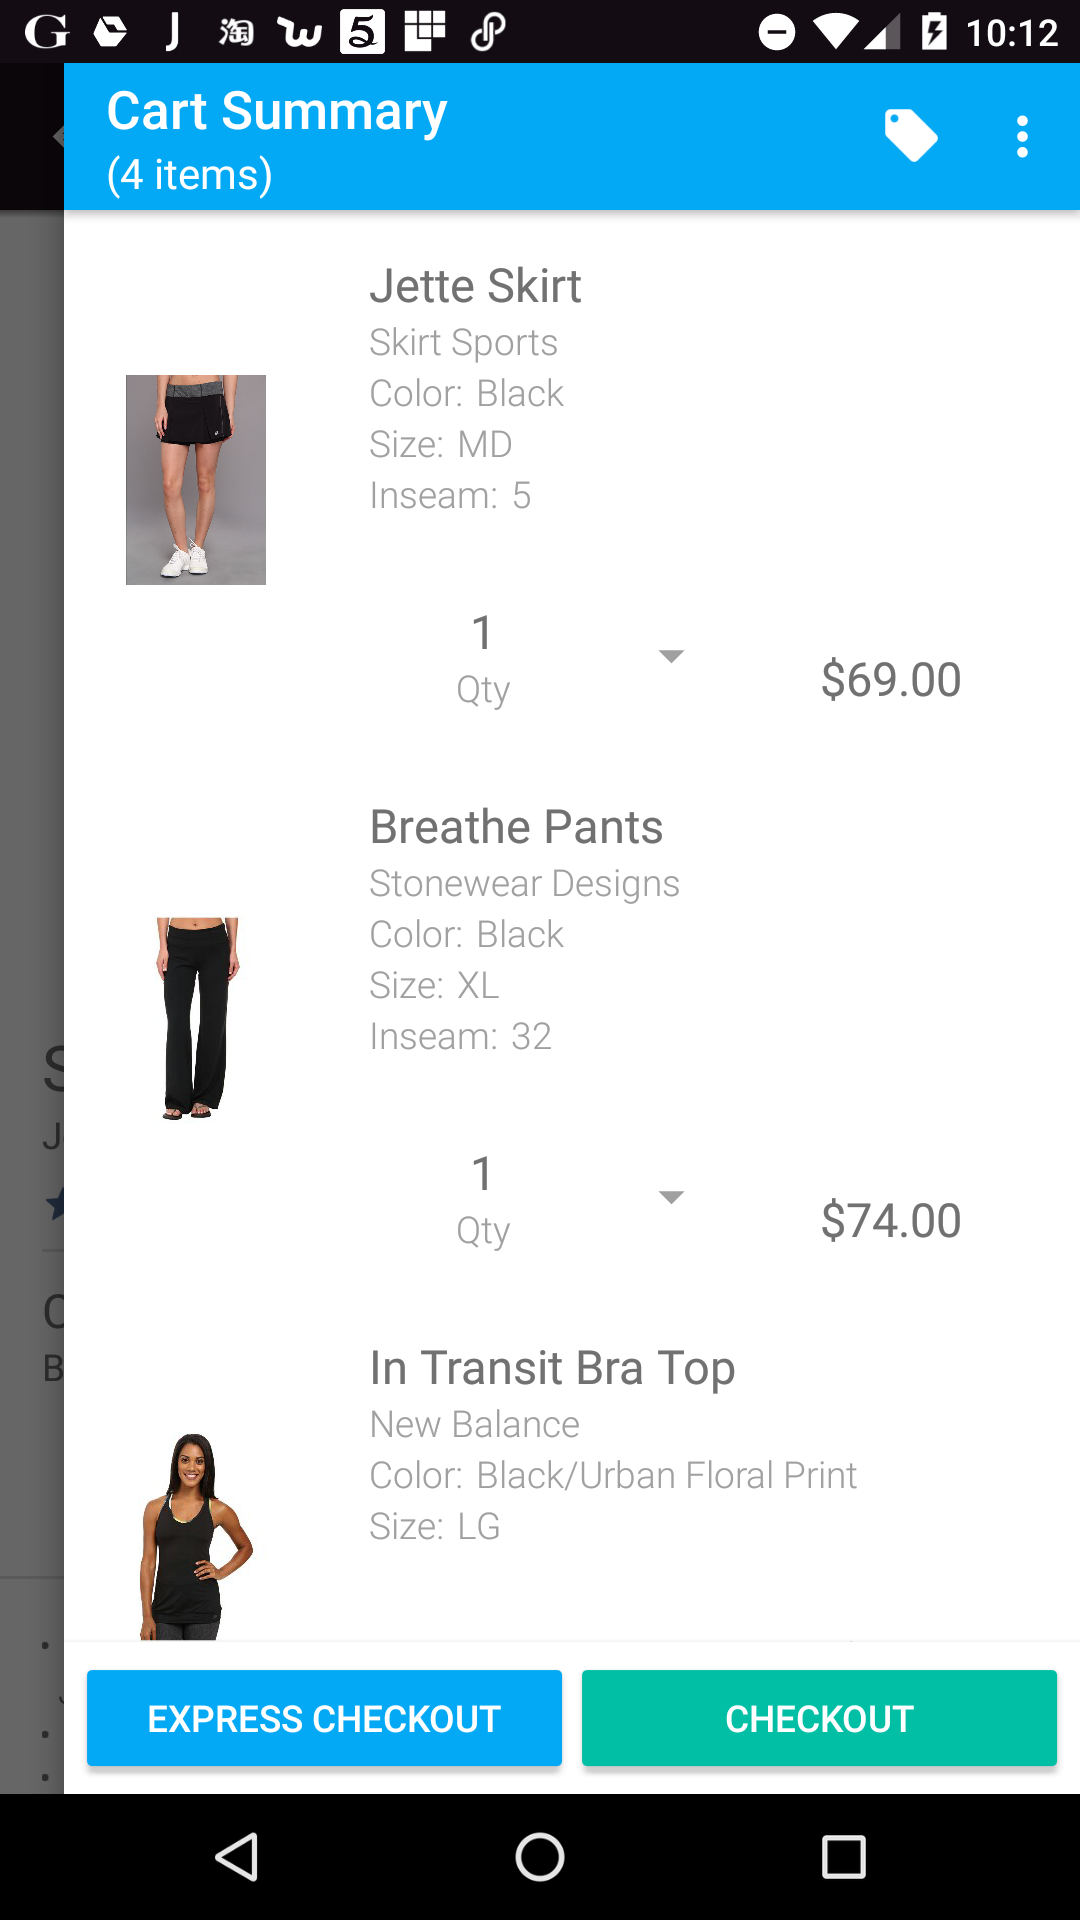 10:12
Cart Summary
(4 items)
Jette Skirt
Skirt Sports
Color: Black
Size: MD
Inseam: 5
1
Qty
$69.00
Breathe Pants
Stonewear Designs
Color: Black
Size: XL
Inseam: 32
1
Qty
$74.00
In Transit Bra Top
New Balance
Color: Black/Urban Floral Print
Size: LG
EXPRESS CHECKOUT
CHECKOUT